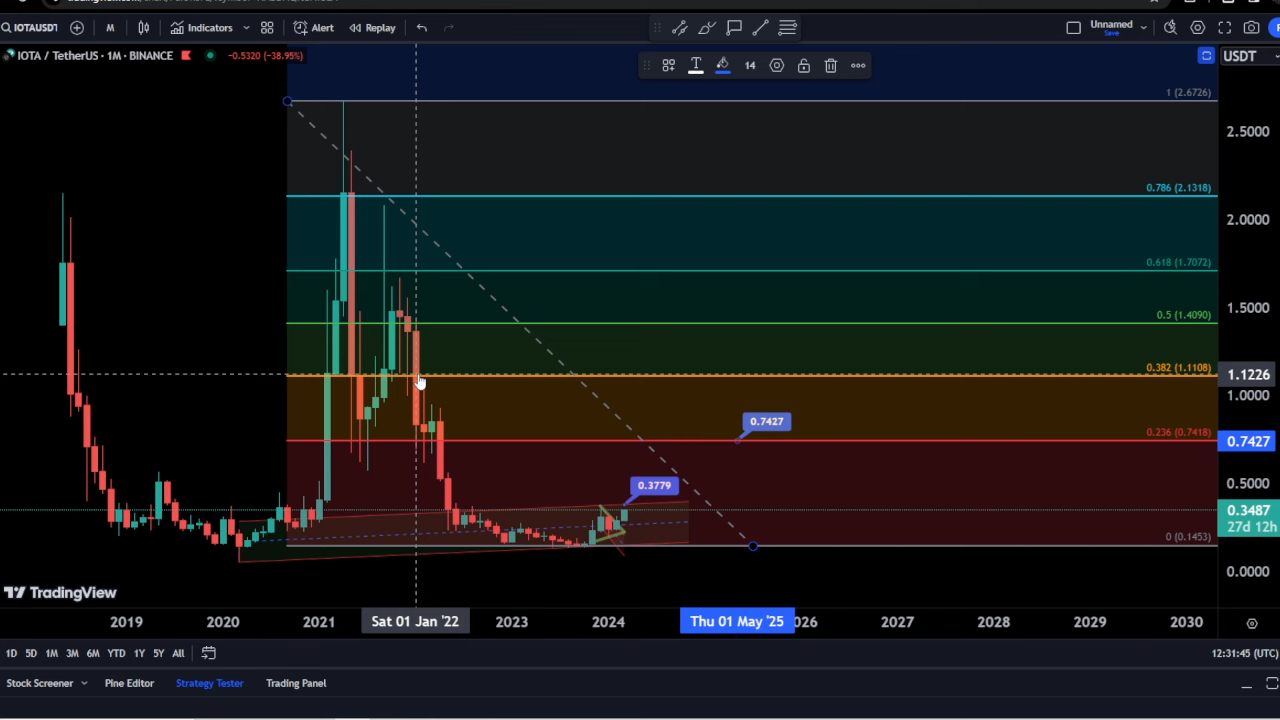 IOTAUSDT
M
Indicators
Alert
Replay
Unnamed
Save
IOTA / TetherUS · 1M · BINANCE
-0.5320 (-38.95%)
T
14
USDT
1 (2.6726)
2.5000
0.786 (2.1318)
2.0000
0.618 (1.7072)
1.5000
0.5 (1.4090)
0.382 (1.1108)
1.1226
1.0000
0.7427
0.236 (0.7418)
0.7427
0.3779
0.5000
0.3487
27d 12h
0 (0.1453)
0.0000
TradingView
2019
2020
2021
Sat 01 Jan '22
2023
2024
Thu 01 May '25
026
2027
2028
2029
2030
1D 5D 1M 3M 6M YTD 1Y 5Y All
12:31:45 (UTC)
Stock Screener
Pine Editor
Strategy Tester
Trading Panel